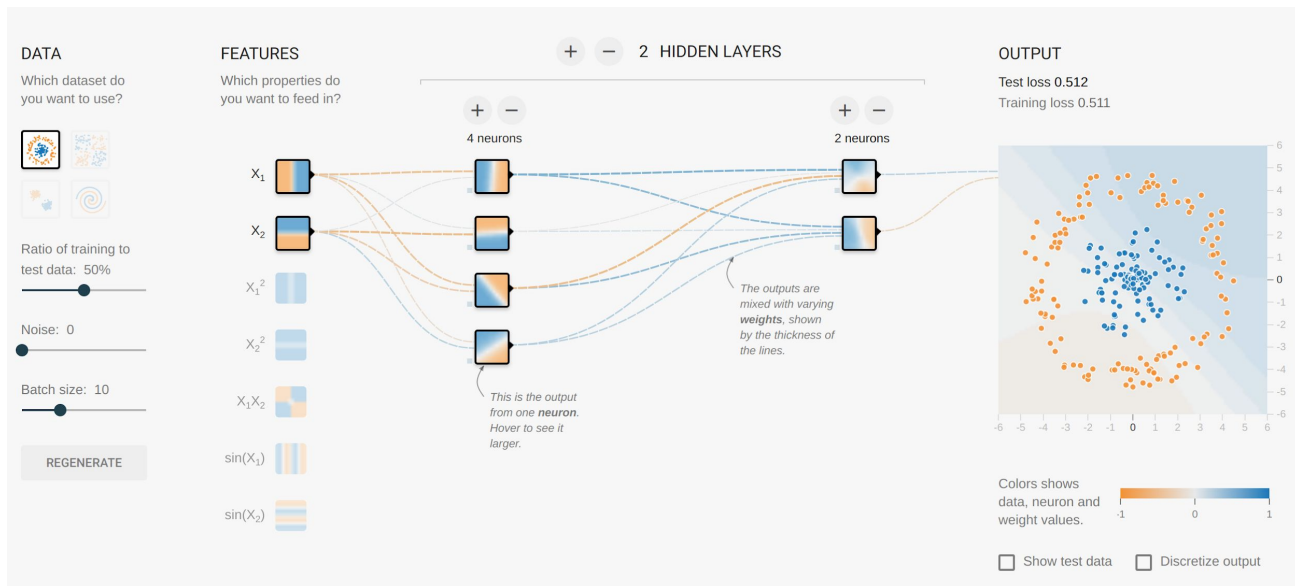 DATA
Which dataset do
you want to use?
Ratio of training to
test data: 50%
Noise: 0
Batch size: 10
REGENERATE
FEATURES
Which properties do
you want to feed in?
X₁
X₂
X₁²
X₂²
X₁X₂
sin(X₁)
sin(X₂)
+ − 2 HIDDEN LAYERS
+ −
4 neurons
This is the output
from one neuron.
Hover to see it
larger.
+ −
2 neurons
The outputs are
mixed with varying
weights, shown
by the thickness of
the lines.
OUTPUT
Test loss 0.512
Training loss 0.511
6
5
4
3
2
1
0
-1
-2
-3
-4
-5
-6
-6 -5 -4 -3 -2 -1 0 1 2 3 4 5 6
Colors shows
data, neuron and
weight values.
-1 0 1
Show test data Discretize output